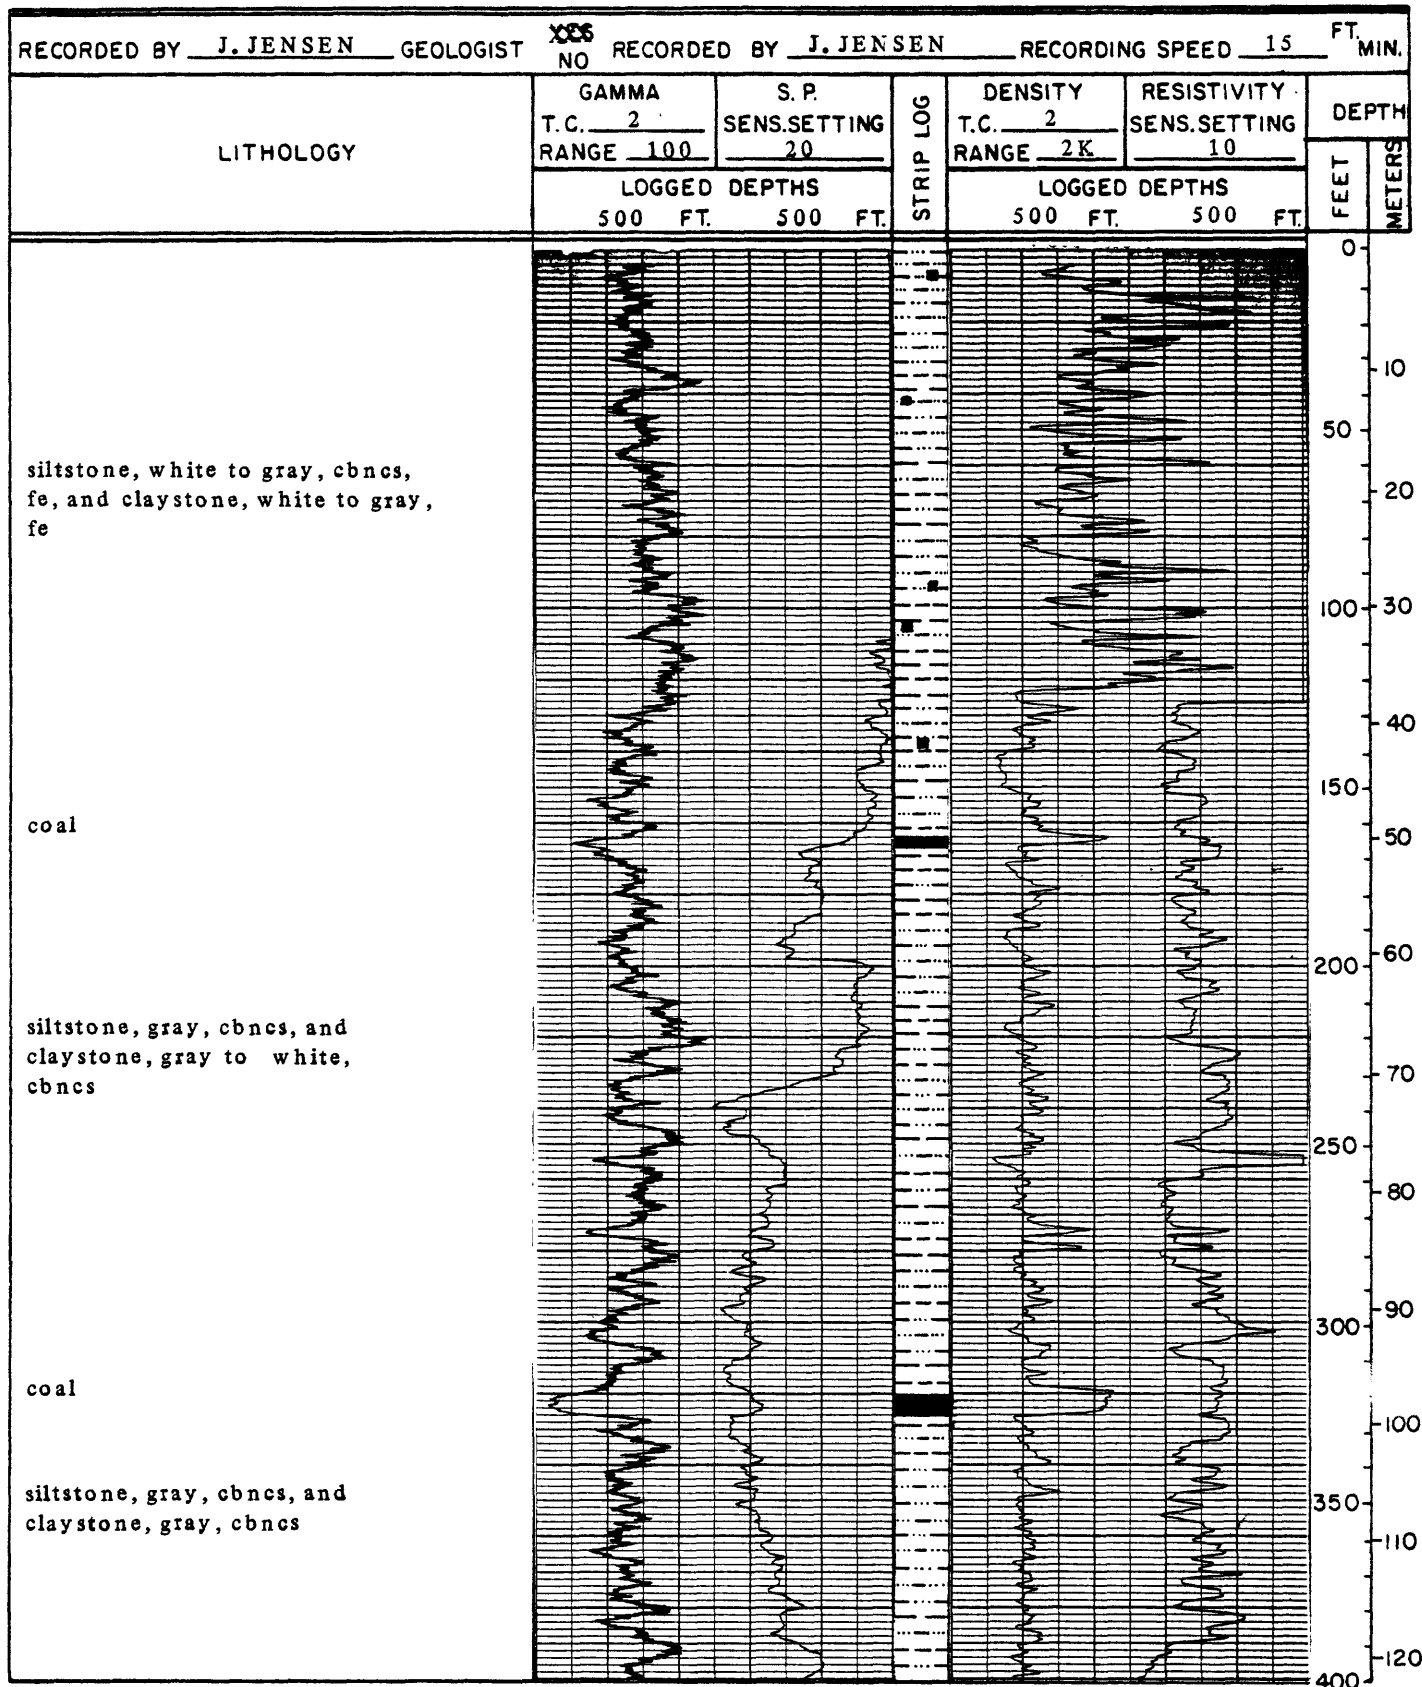 RECORDED BY J. JENSEN GEOLOGIST YES NO RECORDED BY J. JENSEN RECORDING SPEED 15 FT. MIN.
LITHOLOGY
GAMMA
T.C. 2
RANGE 100
S. P.
SENS. SETTING
20
LOGGED DEPTHS
500 FT. 500 FT.
STRIP LOG
DENSITY
T.C. 2
RANGE 2K
RESISTIVITY
SENS. SETTING
10
LOGGED DEPTHS
500 FT. 500 FT.
DEPTH
FEET
METERS
0
10
50
siltstone, white to gray, cbncs,
fe, and claystone, white to gray,
fe
20
100 30
40
150
coal
50
60
200
siltstone, gray, cbncs, and
claystone, gray to white,
cbncs
70
250
80
90
300
coal
100
siltstone, gray, cbncs, and
claystone, gray, cbncs
350
110
120
400